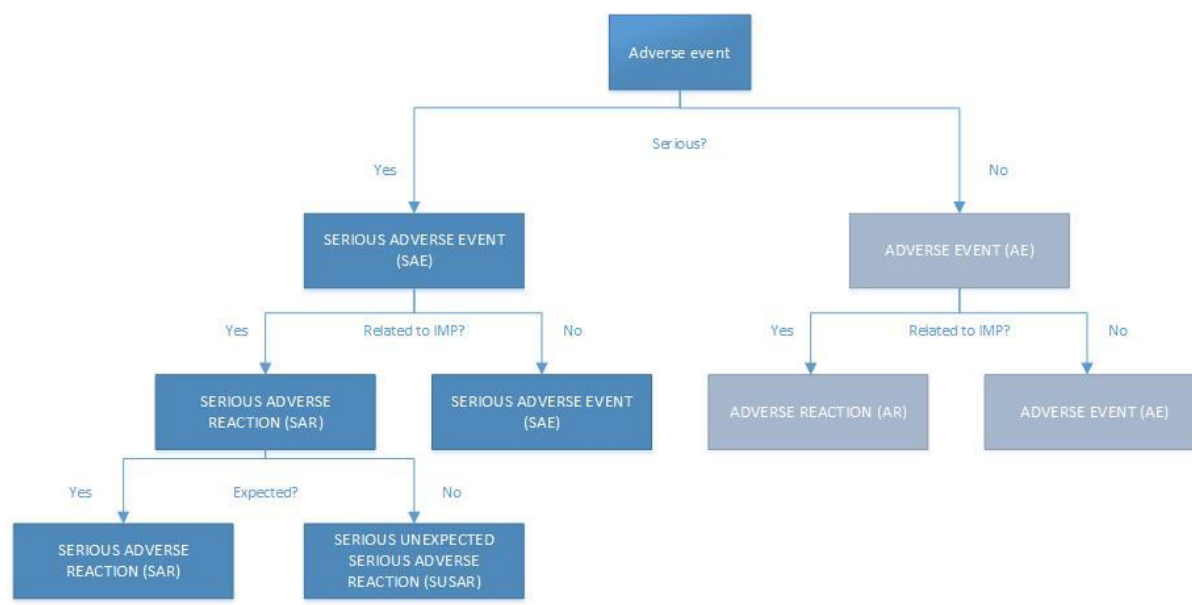 Adverse event
Serious?
Yes
No
SERIOUS ADVERSE EVENT
(SAE)
ADVERSE EVENT (AE)
Yes
Related to IMP?
No
Yes
Related to IMP?
No
SERIOUS ADVERSE
REACTION (SAR)
SERIOUS ADVERSE EVENT
(SAE)
ADVERSE REACTION (AR)
ADVERSE EVENT (AE)
Yes
Expected?
No
SERIOUS ADVERSE
REACTION (SAR)
SERIOUS UNEXPECTED
SERIOUS ADVERSE
REACTION (SUSAR)